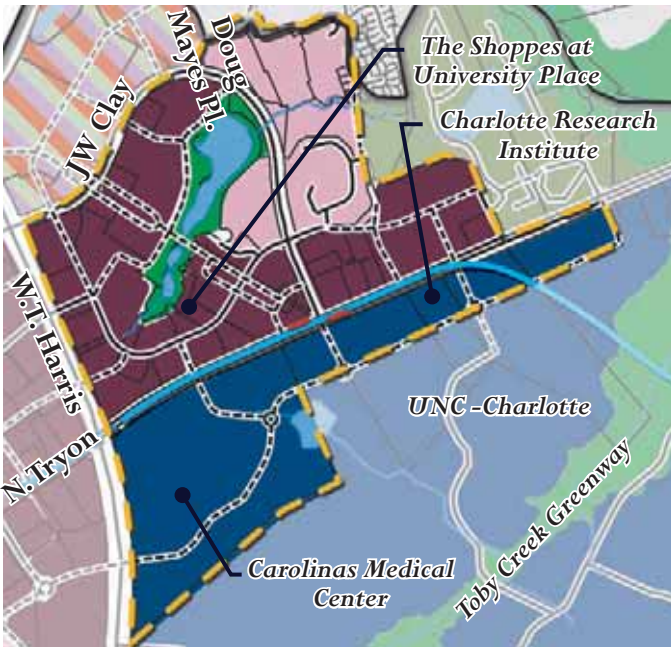 Doug
Mayes Pl.
The Shoppes at
University Place
JW Clay
Charlotte Research
Institute
W.T. Harris
UNC -Charlotte
N.Tryon
Toby Creek Greenway
Carolinas Medical
Center